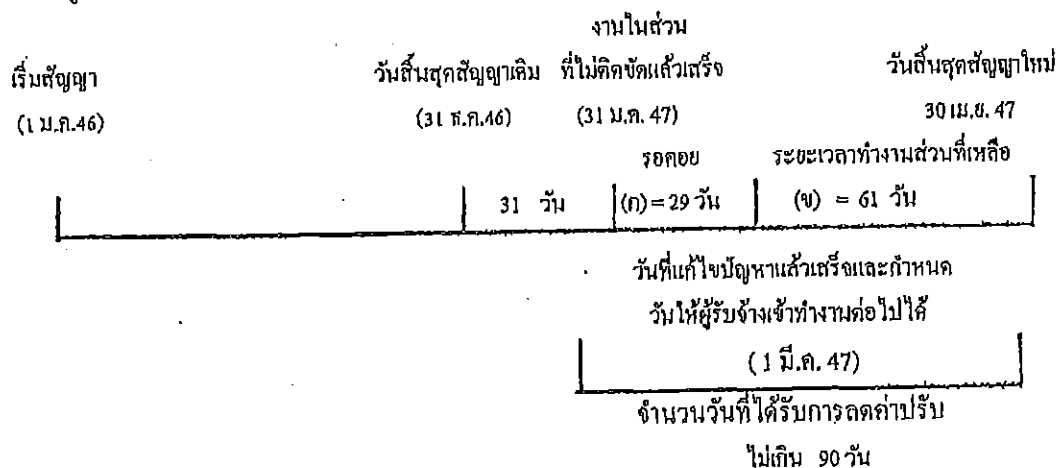 งานในส่วน
เริ่มสัญญา วันสิ้นสุดสัญญาเดิม ที่ไม่ติดขัดแล้วเสร็จ วันสิ้นสุดสัญญาใหม่
(1 ม.ค.46) (31 ธ.ค.46) (31 ม.ค. 47) 30 เม.ย. 47
รอคอย ระยะเวลาทำงานส่วนที่เหลือ
31 วัน (ก) = 29 วัน (ข) = 61 วัน
วันที่แก้ไขปัญหาแล้วเสร็จและกำหนด
วันให้ผู้รับจ้างเข้าทำงานต่อไปได้
(1 มี.ค. 47)
จำนวนวันที่ได้รับการลดค่าปรับ
ไม่เกิน 90 วัน